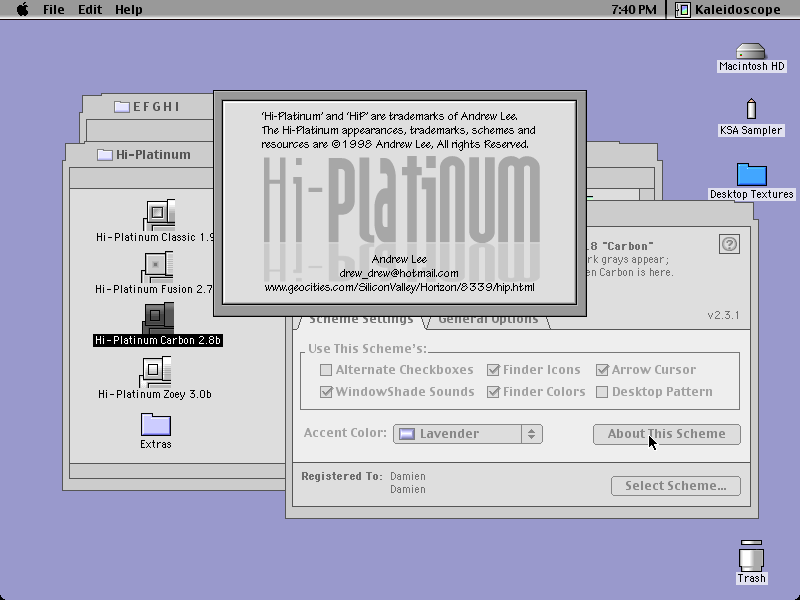 File Edit Help
7:40 PM
Kaleidoscope
Macintosh HD
KSA Sampler
Desktop Textures
Trash
E F G H I
Hi-Platinum
Hi-Platinum Classic 1.9
Hi-Platinum Fusion 2.7
Hi-Platinum Carbon 2.8b
Hi-Platinum Zoey 3.0b
Extras
'Hi-Platinum' and 'HiP' are trademarks of Andrew Lee.
The Hi-Platinum appearances, trademarks, schemes and
resources are ©1998 Andrew Lee, All rights Reserved.
Hi-Platinum
Andrew Lee
drew_drew@hotmail.com
www.geocities.com/SiliconValley/Horizon/8339/hip.html
.8 "Carbon"
rk grays appear;
en Carbon is here.
?
v2.3.1
Scheme Settings
General Options
Use This Scheme's:
Alternate Checkboxes
Finder Icons
Arrow Cursor
WindowShade Sounds
Finder Colors
Desktop Pattern
Accent Color:
Lavender
About This Scheme
Registered To: Damien
Damien
Select Scheme...